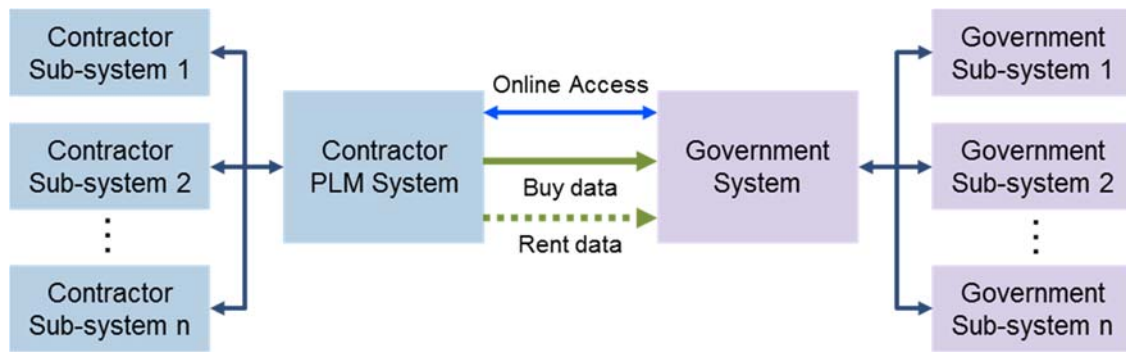 Contractor
Sub-system 1
Contractor
Sub-system 2
Contractor
Sub-system n
Contractor
PLM System
Online Access
Buy data
Rent data
Government
System
Government
Sub-system 1
Government
Sub-system 2
Government
Sub-system n